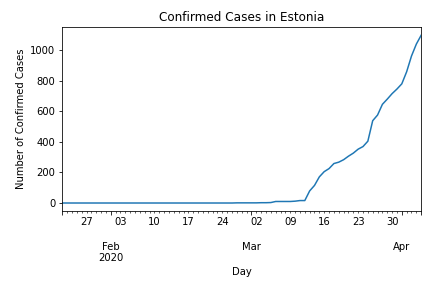 Confirmed Cases in Estonia
Number of Confirmed Cases
1000
800
600
400
200
0
27 03 10 17 24 02 09 16 23 30
Feb Mar Apr
2020
Day